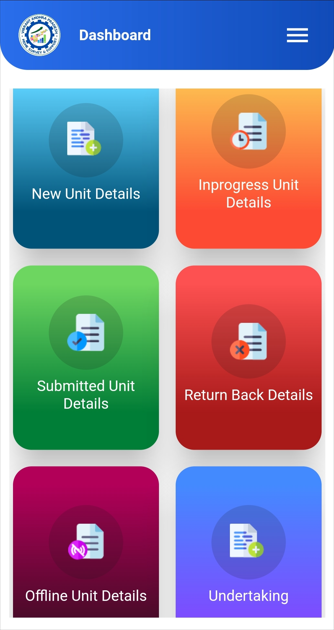 Dashboard
New Unit Details
Inprogress Unit
Details
Submitted Unit
Details
Return Back Details
Offline Unit Details
Undertaking